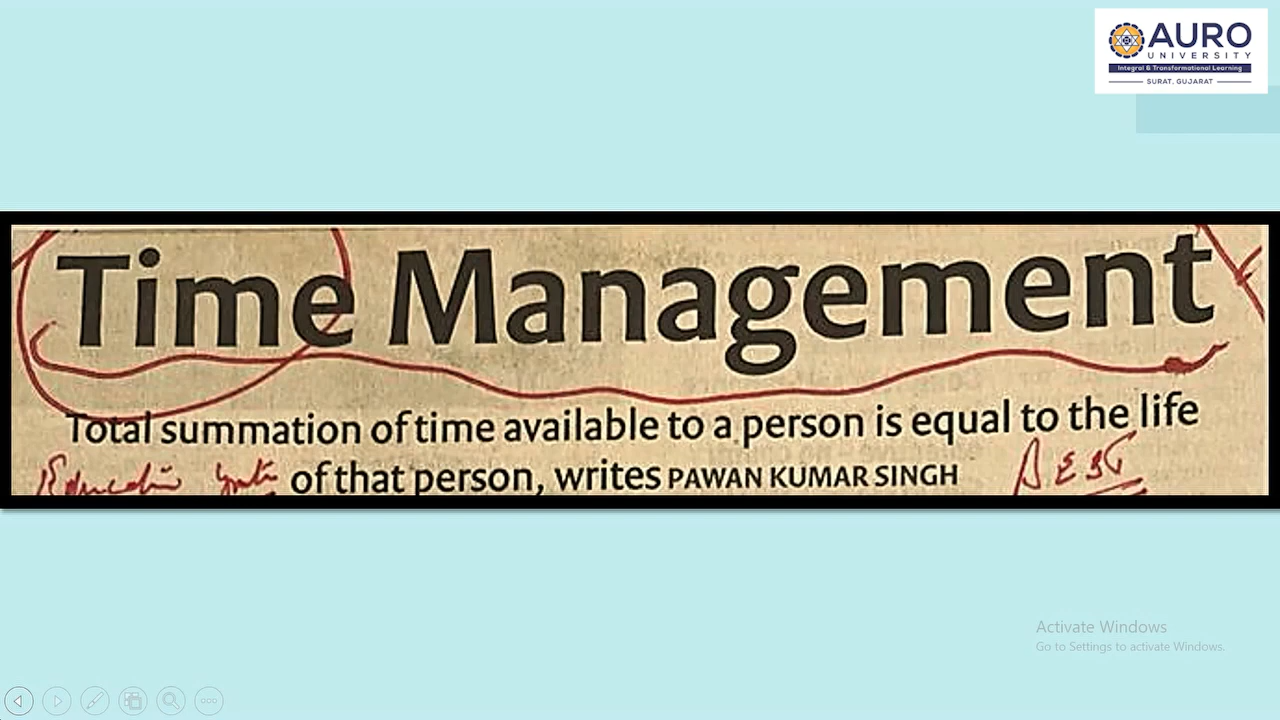 AURO
UNIVERSITY
Integral & Transformational Learning
SURAT, GUJARAT
Time Management
Total summation of time available to a person is equal to the life
of that person, writes PAWAN KUMAR SINGH
Activate Windows
Go to Settings to activate Windows.